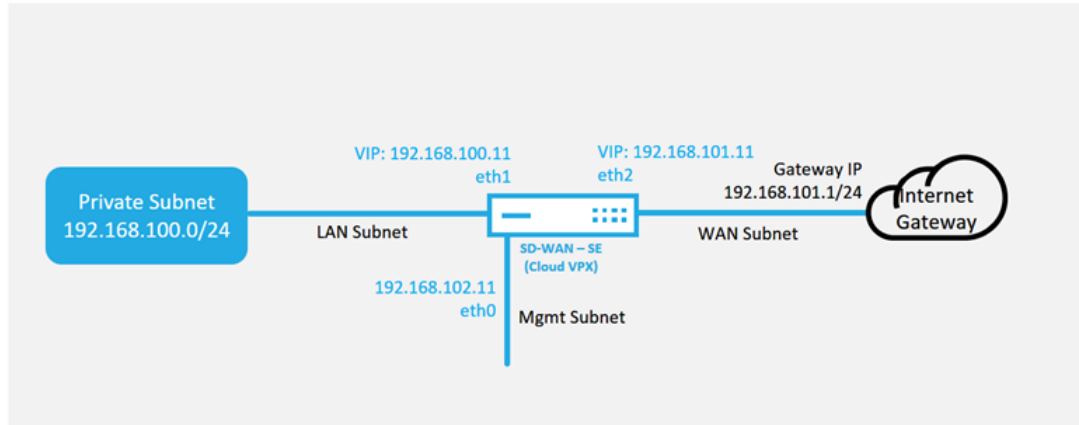 VIP: 192.168.100.11
eth1
VIP: 192.168.101.11
eth2
Gateway IP
192.168.101.1/24
Private Subnet
192.168.100.0/24
LAN Subnet
SD-WAN – SE
(Cloud VPX)
WAN Subnet
Internet
Gateway
192.168.102.11
eth0
Mgmt Subnet